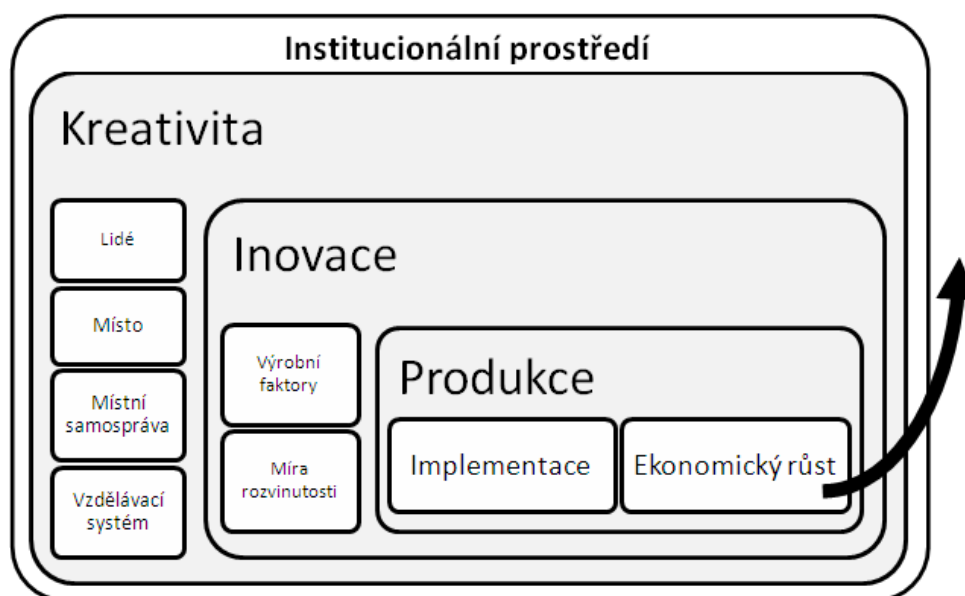 Institucionální prostředí
Kreativita
Lidé
Místo
Místní
samospráva
Vzdělávací
systém
Inovace
Výrobní
faktory
Míra
rozvinutosti
Produkce
Implementace
Ekonomický růst